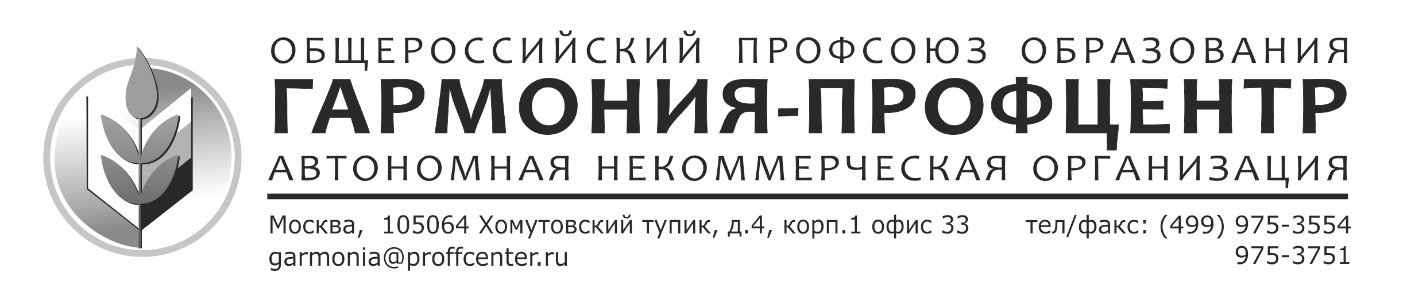 ОБЩЕРОССИЙСКИЙ ПРОФСОЮЗ ОБРАЗОВАНИЯ
ГАРМОНИЯ-ПРОФЦЕНТР
АВТОНОМНАЯ НЕКОММЕРЧЕСКАЯ ОРГАНИЗАЦИЯ
Москва, 105064 Хомутовский тупик, д.4, корп.1 офис 33 тел/факс: (499) 975-3554
garmonia@proffcenter.ru 975-3751